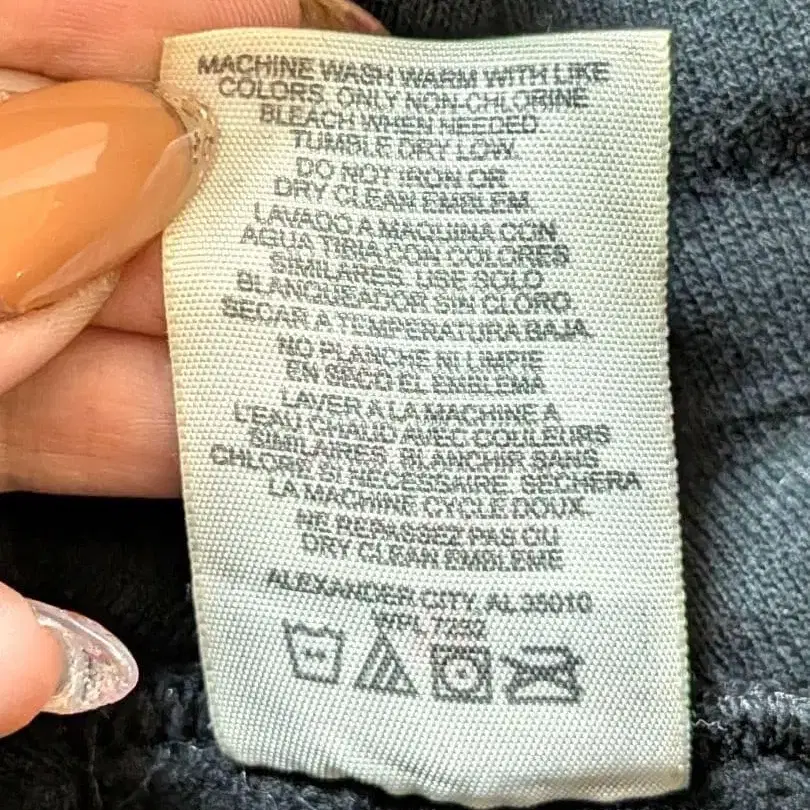 MACHINE WASH WARM WITH LIKE
COLORS. ONLY NON-CHLORINE
BLEACH WHEN NEEDED
TUMBLE DRY LOW.
DO NOT IRON OR
DRY CLEAN EMBLEM.
LAVADO A MAQUINA CON
AGUA TIBIA CON COLORES
SIMILARES. USE SOLO
BLANQUEADOR SIN CLORO.
SECAR A TEMPERATURA BAJA.
NO PLANCHE NI LIMPIE
EN SECO EL EMBLEMA
LAVER A LA MACHINE A
L'EAU CHAUD AVEC COULEURS
SIMILAIRES. BLANCHIR SANS
CHLORE SI NECESSAIRE. SECHER A
LA MACHINE CYCLE DOUX.
NE REPASSEZ PAS OU
DRY CLEAN EMBLEME
ALEXANDER CITY, AL 35010
WPL